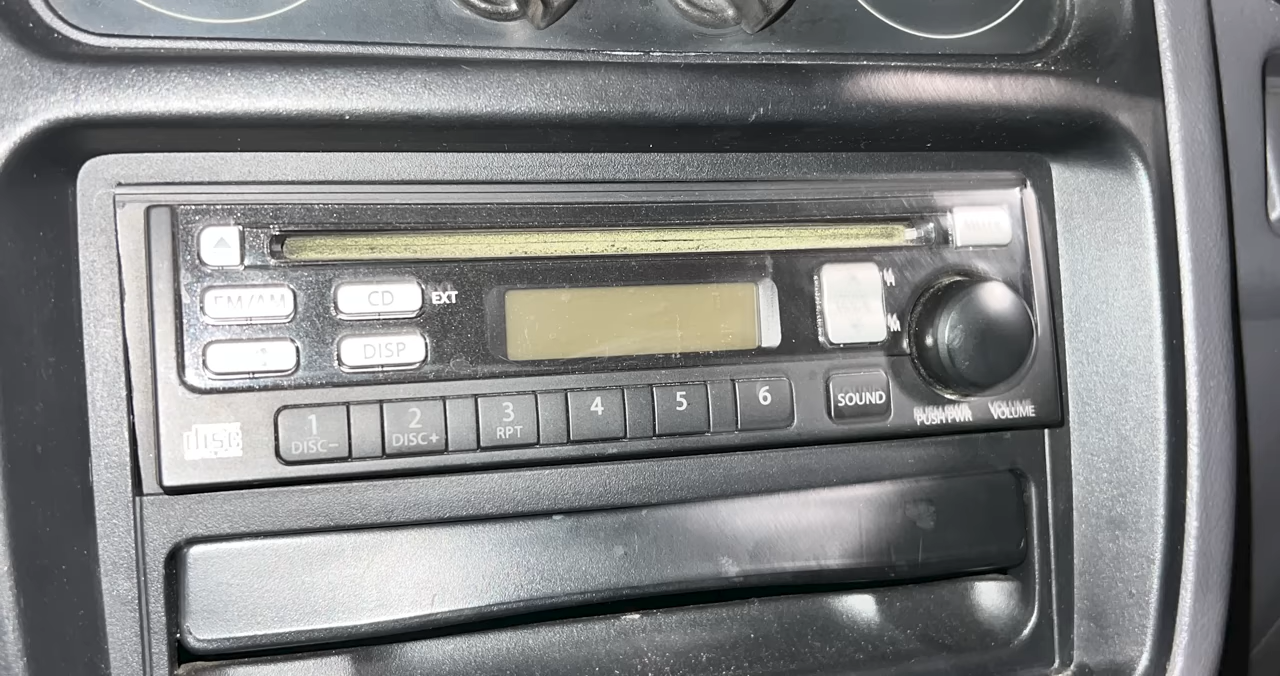 FM/AM
CD
EXT
DISP
1
DISC-
2
DISC+
3
RPT
4
5
6
SOUND
PUSH PWR
VOLUME
DISC